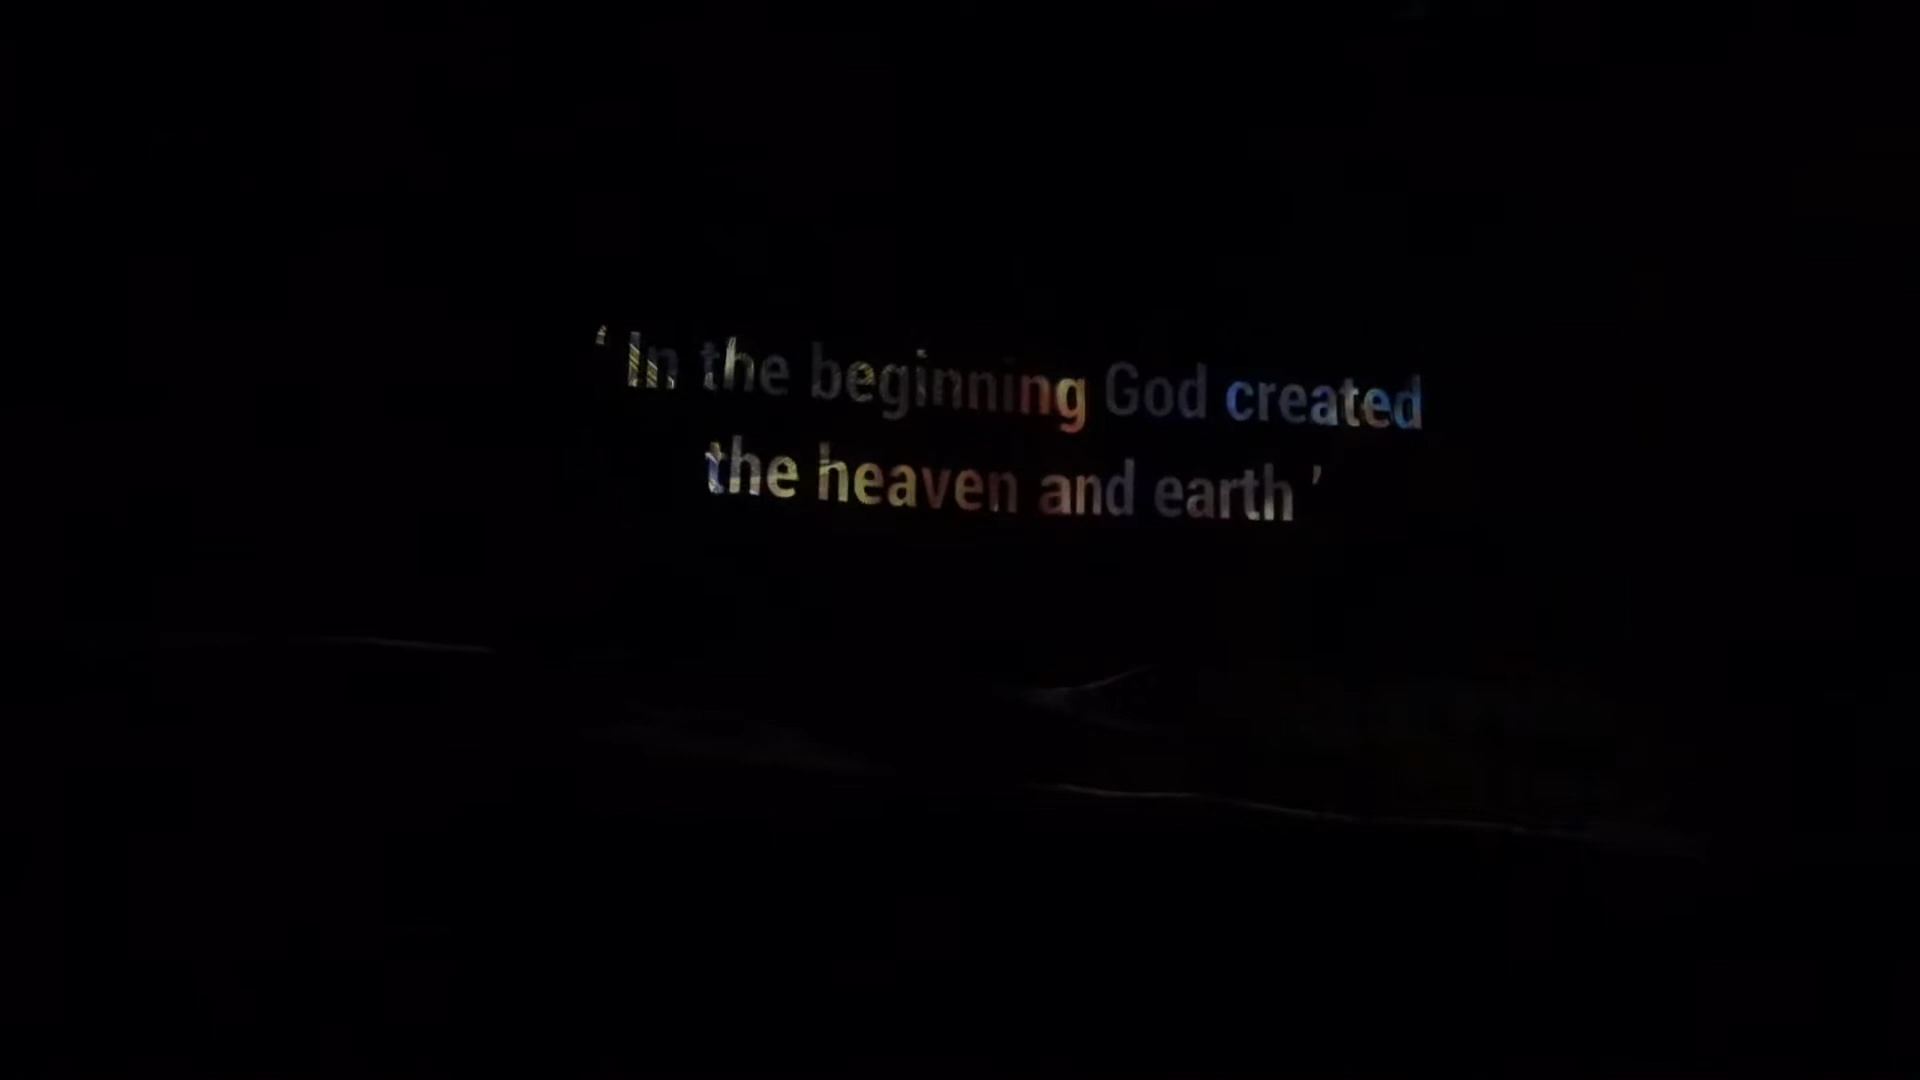 ‘ In the beginning God created
the heaven and earth ’